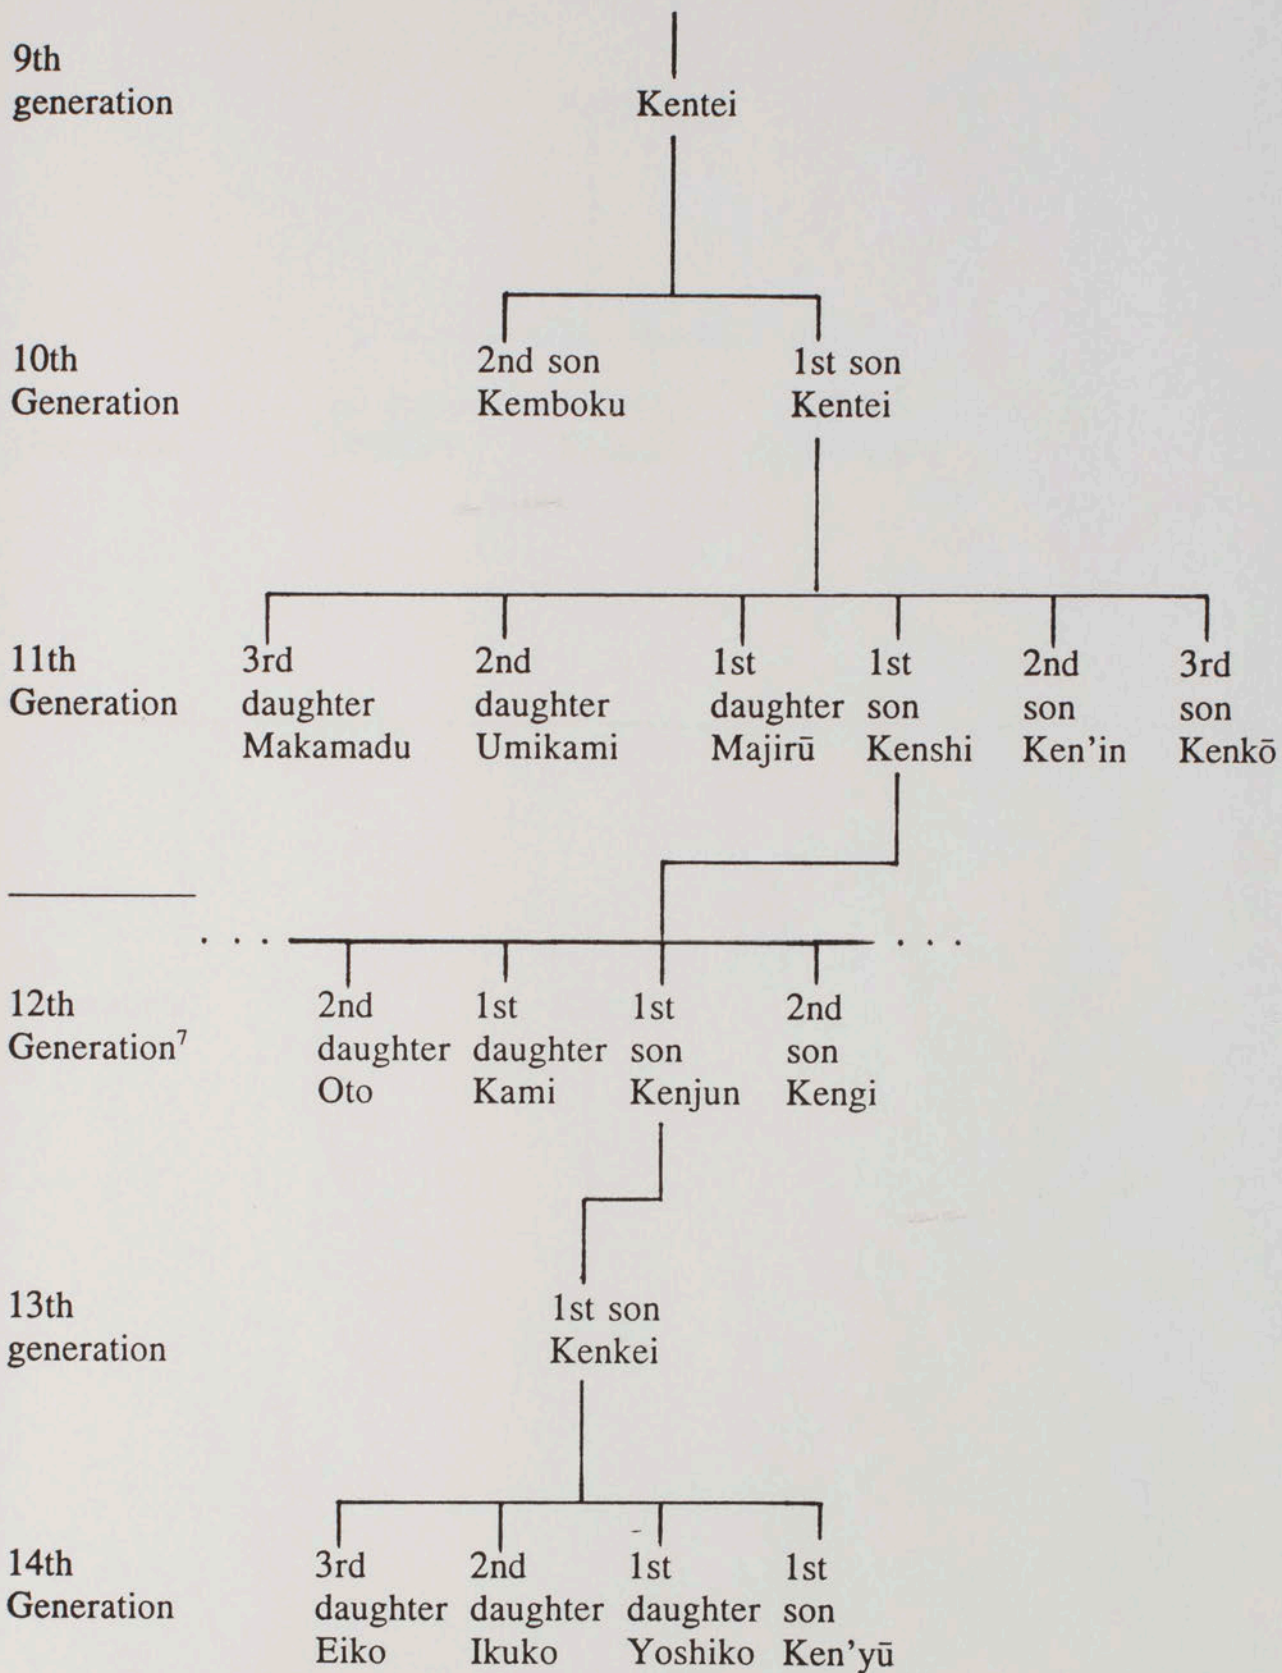 9th
generation
Kentei
10th
Generation
2nd son
Kemboku
1st son
Kentei
11th
Generation
3rd
daughter
Makamadu
2nd
daughter
Umikami
1st
daughter
Majirū
1st
son
Kenshi
2nd
son
Ken’in
3rd
son
Kenkō
. . .
. . .
12th
Generation⁷
2nd
daughter
Oto
1st
daughter
Kami
1st
son
Kenjun
2nd
son
Kengi
13th
generation
1st son
Kenkei
14th
Generation
3rd
daughter
Eiko
2nd
daughter
Ikuko
1st
daughter
Yoshiko
1st
son
Ken’yū